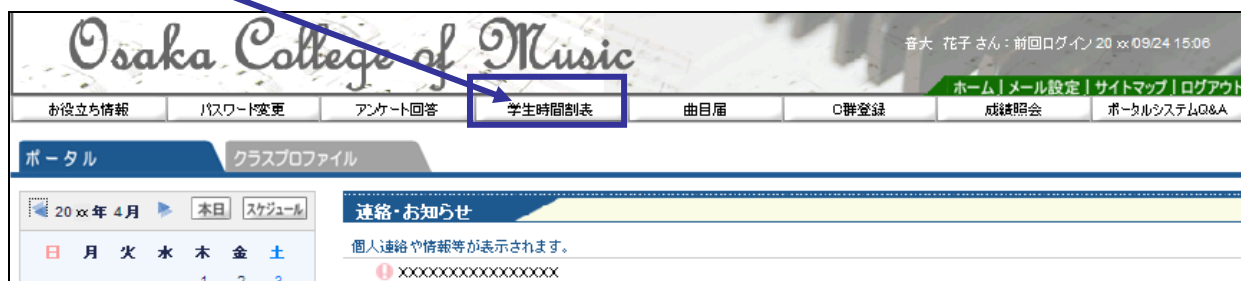 Osaka College of Music
音大 花子 さん：前回ログイン 20 xx 09/24 15:06
ホーム | メール設定 | サイトマップ | ログアウト
お役立ち情報 パスワード変更 アンケート回答 学生時間割表 曲目届 C群登録 成績照会 ポータルシステムQ&A
ポータル クラスプロファイル
20 xx 年 4月 本日 スケジュール
連絡・お知らせ
日 月 火 水 木 金 土
個人連絡や情報等が表示されます。
XXXXXXXXXXXXXXXX
1 2 3